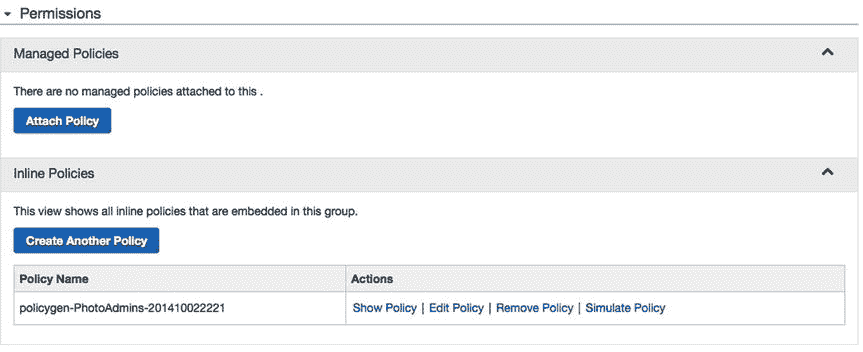 Permissions
Managed Policies
There are no managed policies attached to this .
Attach Policy
Inline Policies
This view shows all inline policies that are embedded in this group.
Create Another Policy
Policy Name Actions
policygen-PhotoAdmins-201410022221 Show Policy | Edit Policy | Remove Policy | Simulate Policy